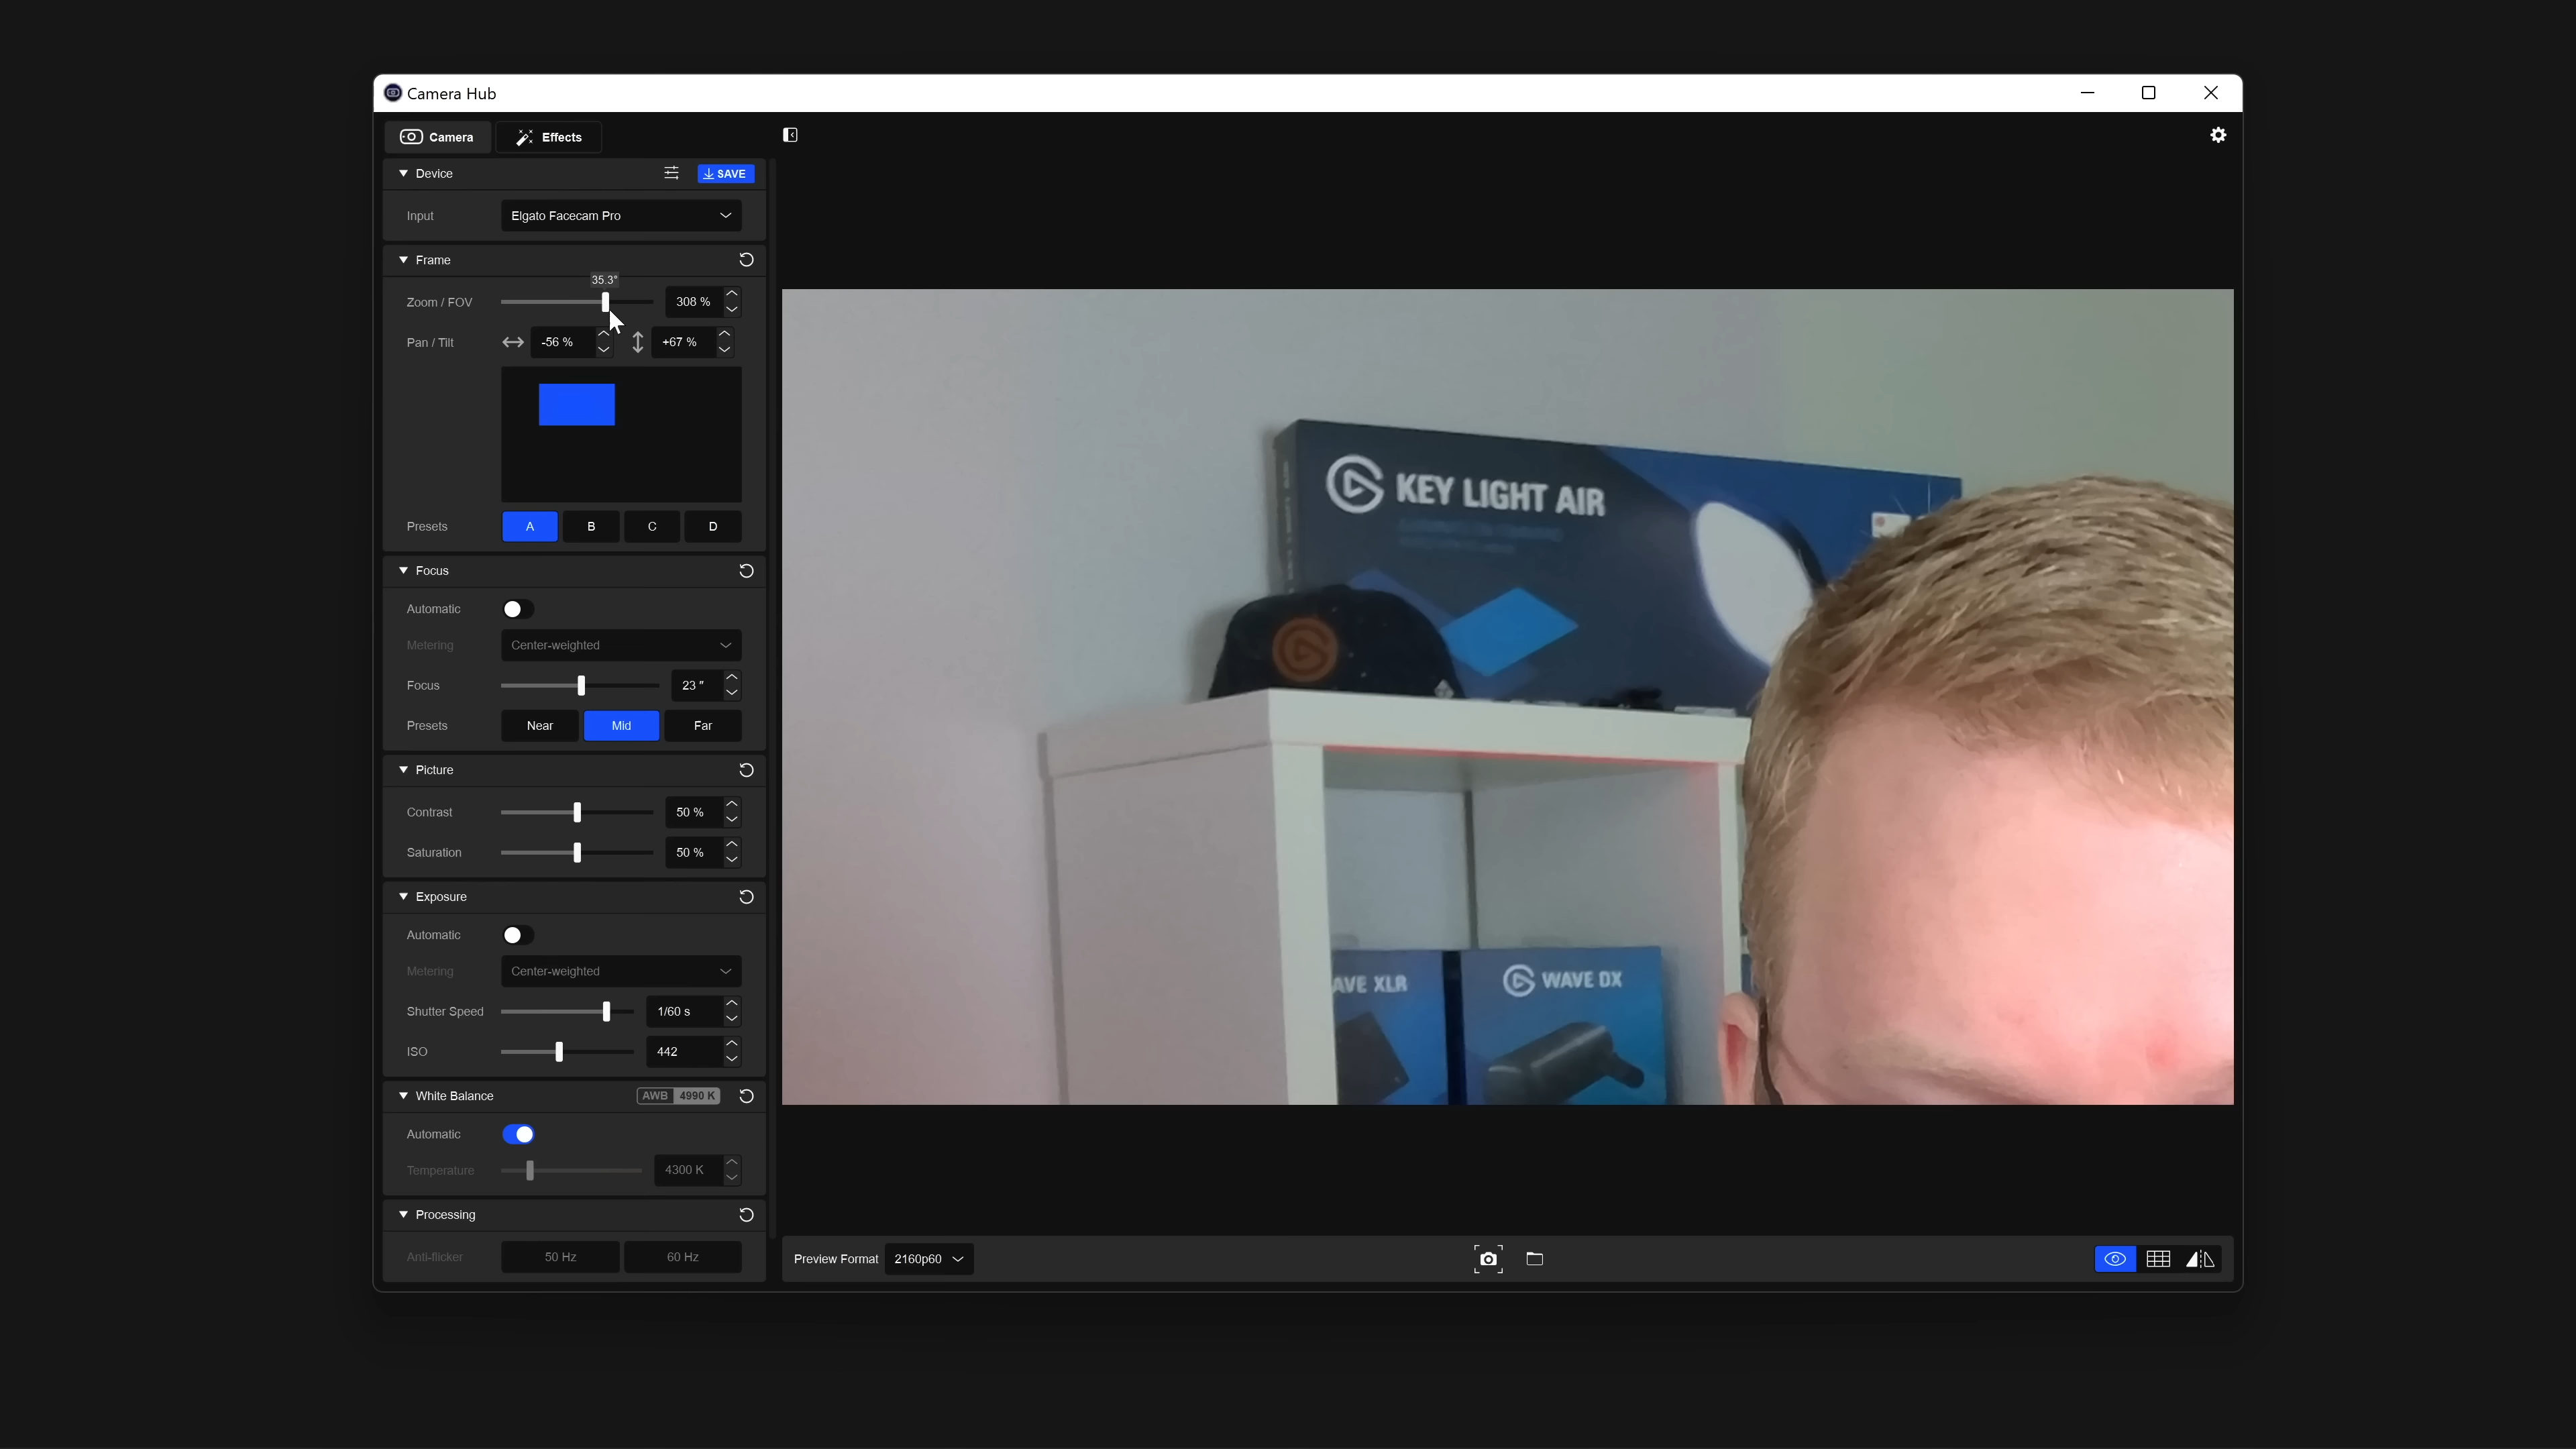 Camera Hub
Camera
Effects
Device
SAVE
Input
Elgato Facecam Pro
Frame
35.3°
Zoom / FOV
308 %
Pan / Tilt
-56 %
+67 %
Presets
A
B
C
D
Focus
Automatic
Metering
Center-weighted
Focus
23 "
Presets
Near
Mid
Far
Picture
Contrast
50 %
Saturation
50 %
Exposure
Automatic
Metering
Center-weighted
Shutter Speed
1/60 s
ISO
442
White Balance
AWB
4990 K
Automatic
Temperature
4300 K
Processing
Anti-flicker
50 Hz
60 Hz
KEY LIGHT AIR
AVE XLR
WAVE DX
Preview Format
2160p60